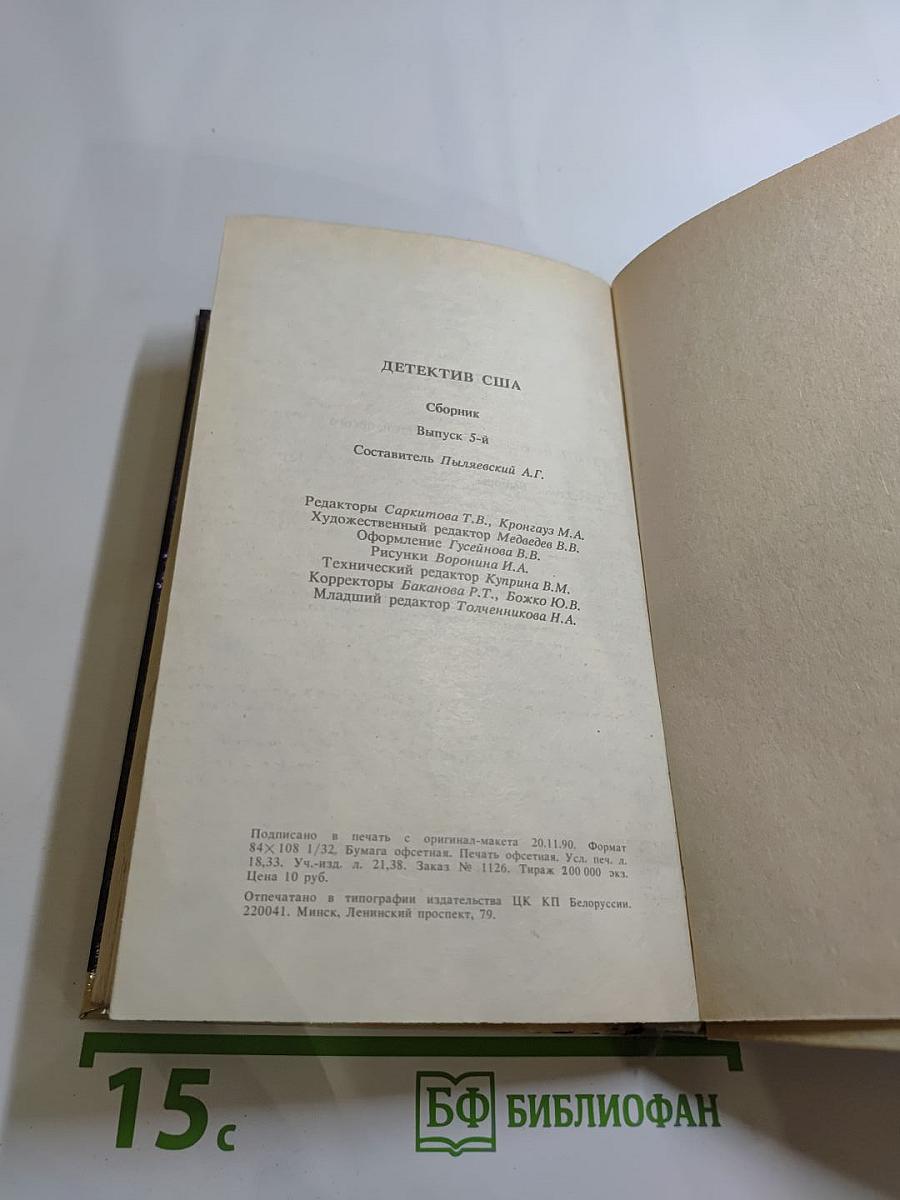 ДЕТЕКТИВ США
Сборник
Выпуск 5-й
Составитель Пыляевский А.Г.
Редакторы Саркитова Т.В., Кронгауз М.А.
Художественный редактор Медведев В.В.
Оформление Гусейнова В.В.
Рисунки Воронина И.А.
Технический редактор Куприна В.М.
Корректоры Баканова Р.Т., Божко Ю.В.
Младший редактор Толченникова Н.А.
Подписано в печать с оригинал-макета 20.11.90. Формат
84×108 1/32. Бумага офсетная. Печать офсетная. Усл. печ. л.
18,33. Уч.-изд. л. 21,38. Заказ № 1126. Тираж 200 000 экз.
Цена 10 руб.
Отпечатано в типографии издательства ЦК КП Белоруссии.
220041. Минск, Ленинский проспект, 79.
15 с
БФ БИБЛИОФАН